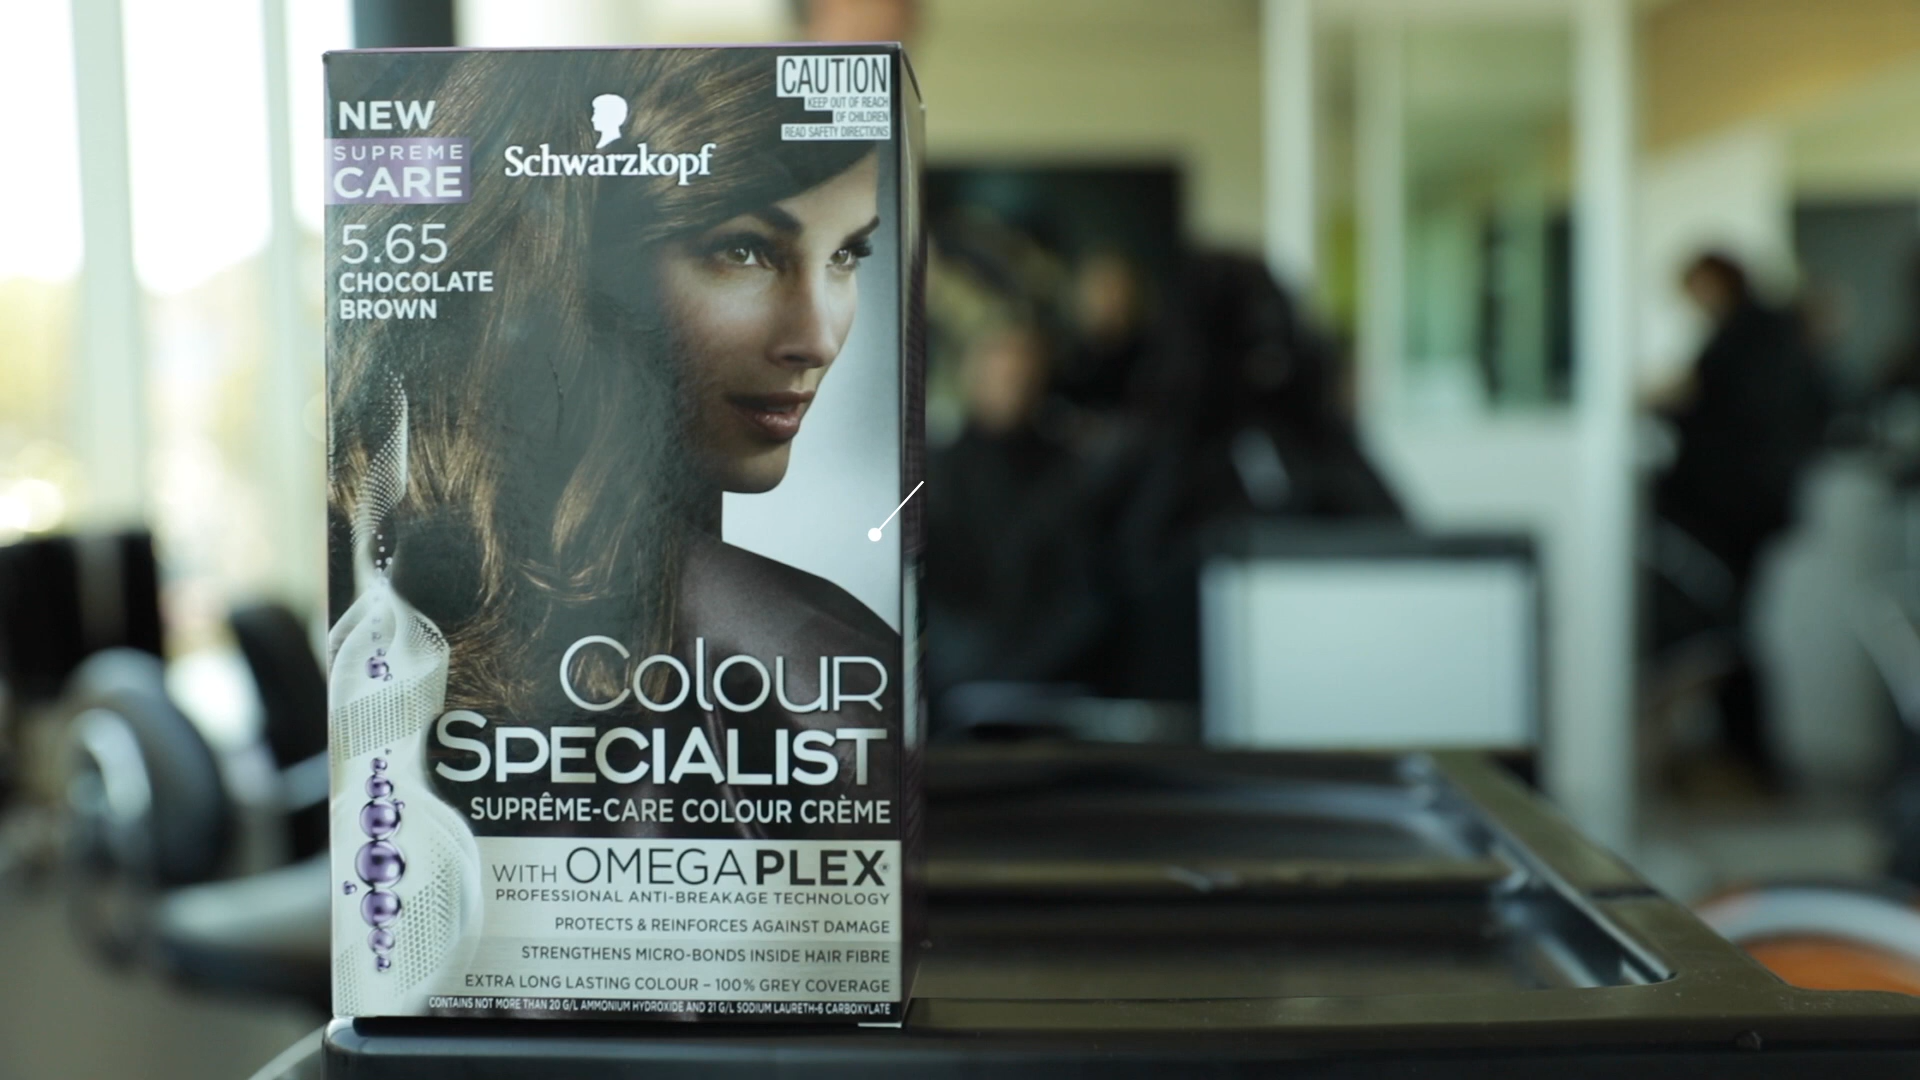 NEW
SUPREME
CARE
5.65
CHOCOLATE
BROWN
Schwarzkopf
CAUTION
KEEP OUT OF REACH
OF CHILDREN
READ SAFETY DIRECTIONS
Colour
SPECIALIST
SUPRÊME-CARE COLOUR CRÈME
WITH OMEGAPLEX®
PROFESSIONAL ANTI-BREAKAGE TECHNOLOGY
PROTECTS & REINFORCES AGAINST DAMAGE
STRENGTHENS MICRO-BONDS INSIDE HAIR FIBRE
EXTRA LONG LASTING COLOUR – 100% GREY COVERAGE
CONTAINS NOT MORE THAN 20 G/L AMMONIUM HYDROXIDE AND 21 G/L SODIUM LAURETH-6 CARBOXYLATE